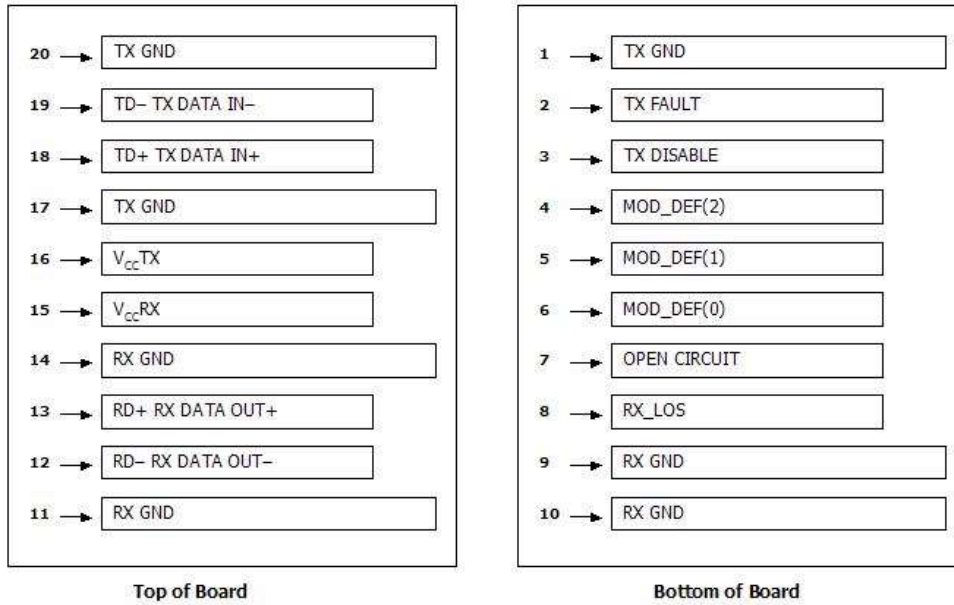 20 TX GND
19 TD– TX DATA IN–
18 TD+ TX DATA IN+
17 TX GND
16 VCCTX
15 VCCRX
14 RX GND
13 RD+ RX DATA OUT+
12 RD– RX DATA OUT–
11 RX GND
Top of Board
1 TX GND
2 TX FAULT
3 TX DISABLE
4 MOD_DEF(2)
5 MOD_DEF(1)
6 MOD_DEF(0)
7 OPEN CIRCUIT
8 RX_LOS
9 RX GND
10 RX GND
Bottom of Board